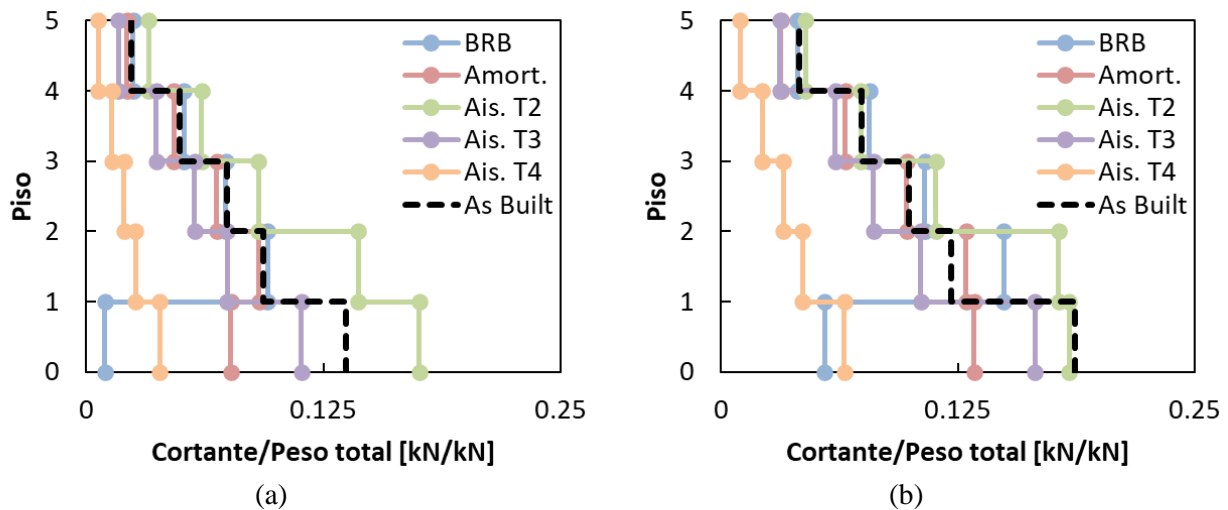 5
4
3
2
1
0
Piso
BRB
Amort.
Ais. T2
Ais. T3
Ais. T4
As Built
0 0.125 0.25
Cortante/Peso total [kN/kN]
(a)
5
4
3
2
1
0
Piso
BRB
Amort.
Ais. T2
Ais. T3
Ais. T4
As Built
0 0.125 0.25
Cortante/Peso total [kN/kN]
(b)